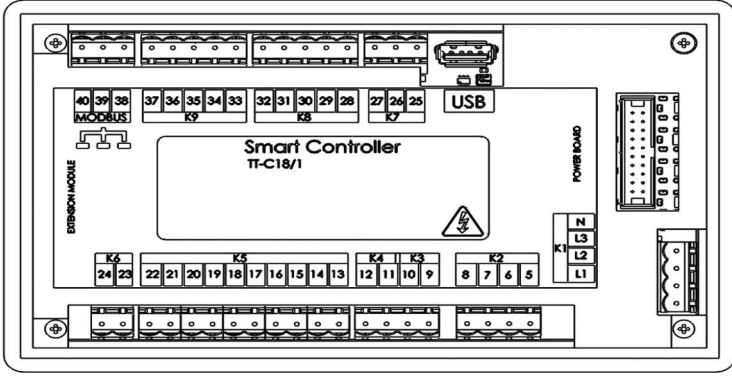 40 39 38 37 36 35 34 33 32 31 30 29 28 27 26 25 USB
MODBUS K9 K8 K7
Smart Controller
TT-C18/1
EXTENSION MODULE
POWER BOARD
K1
N
L3
L2
L1
K6 K5 K4 K3 K2
24 23 22 21 20 19 18 17 16 15 14 13 12 11 10 9 8 7 6 5